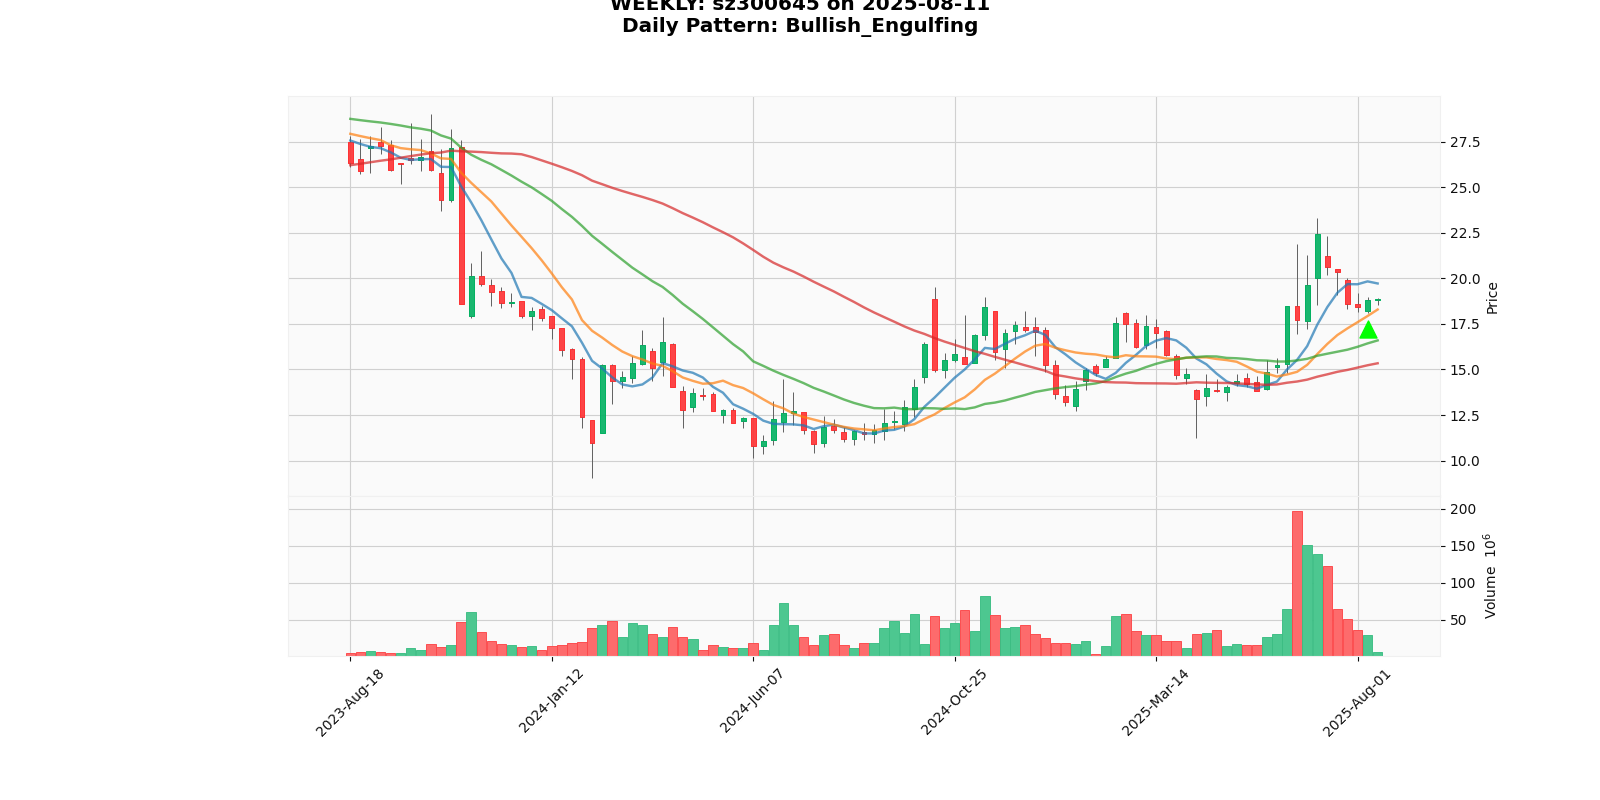 WEEKLY: sz300645 on 2025-08-11
Daily Pattern: Bullish_Engulfing
27.5
25.0
22.5
20.0
17.5
15.0
12.5
10.0
Price
200
150
100
50
Volume 10^6
2023-Aug-18
2024-Jan-12
2024-Jun-07
2024-Oct-25
2025-Mar-14
2025-Aug-01